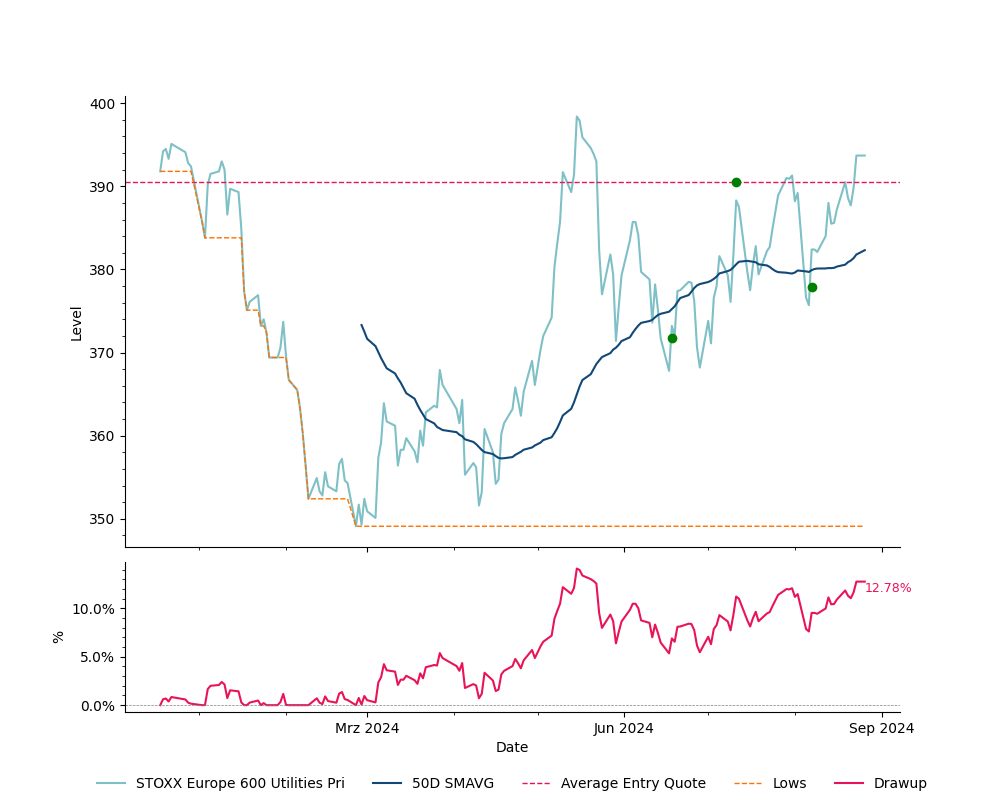 400
390
380
370
360
350
Level
10.0%
5.0%
0.0%
%
12.78%
Mrz 2024
Jun 2024
Sep 2024
Date
STOXX Europe 600 Utilities Pri
50D SMAVG
Average Entry Quote
Lows
Drawup